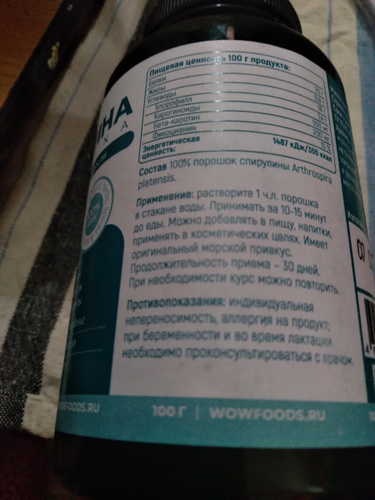 Пищевая ценность 100 г продукта:
Белки
Жиры
Углеводы
Хлорофилл
Каротиноиды
Бета-каротин
Фикоцианин
Энергетическая
ценность: 1487 кДж/355 ккал
Состав 100% порошок спирулины Arthrospira
platensis.
Применение: растворите 1 ч.л. порошка
в стакане воды. Принимать за 10-15 минут
до еды. Можно добавлять в пищу, напитки,
применять в косметических целях. Имеет
оригинальный морской привкус.
Продолжительность приема – 30 дней.
При необходимости курс можно повторить.
Противопоказания: индивидуальная
непереносимость, аллергия на продукт,
при беременности и во время лактации
необходимо проконсультироваться с врачом.
WOWFOODS.RU
100 Г | WOWFOODS.RU